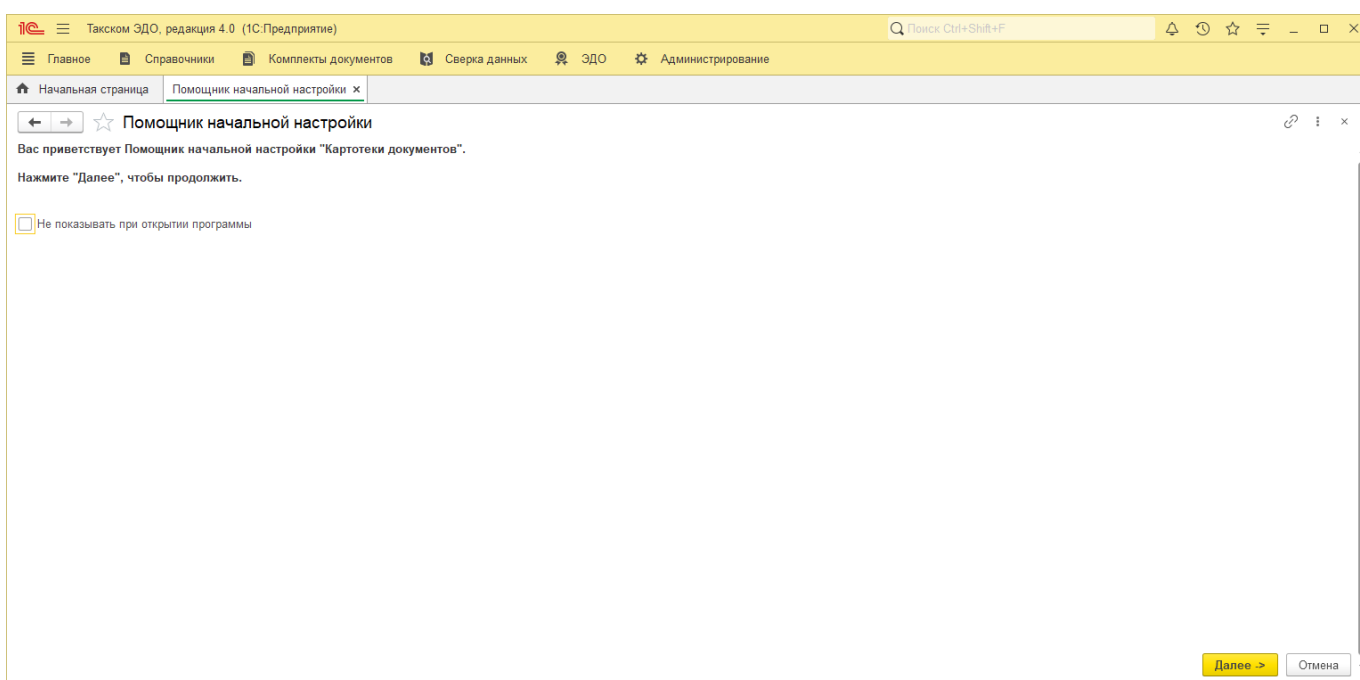 1С Такском ЭДО, редакция 4.0 (1С:Предприятие) Поиск Ctrl+Shift+F
Главное Справочники Комплекты документов Сверка данных ЭДО Администрирование
Начальная страница Помощник начальной настройки ×
Помощник начальной настройки
Вас приветствует Помощник начальной настройки "Картотеки документов".
Нажмите "Далее", чтобы продолжить.
Не показывать при открытии программы
Далее -> Отмена